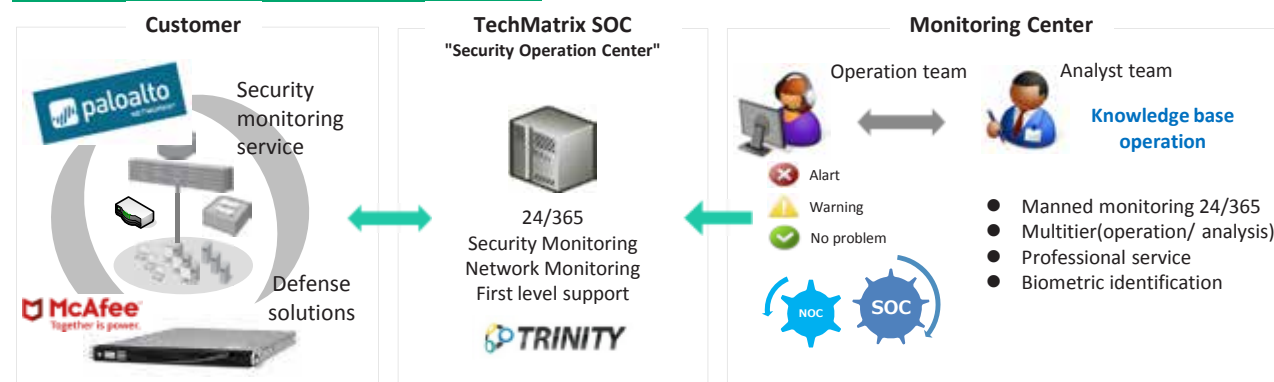 Customer
paloalto
NETWORKS
Security
monitoring
service
McAfee
Together is power.
Defense
solutions
TechMatrix SOC
"Security Operation Center"
24/365
Security Monitoring
Network Monitoring
First level support
TRINITY
Monitoring Center
Operation team
Analyst team
Knowledge base
operation
Alart
Warning
No problem
NOC
SOC
● Manned monitoring 24/365
● Multitier(operation/ analysis)
● Professional service
● Biometric identification